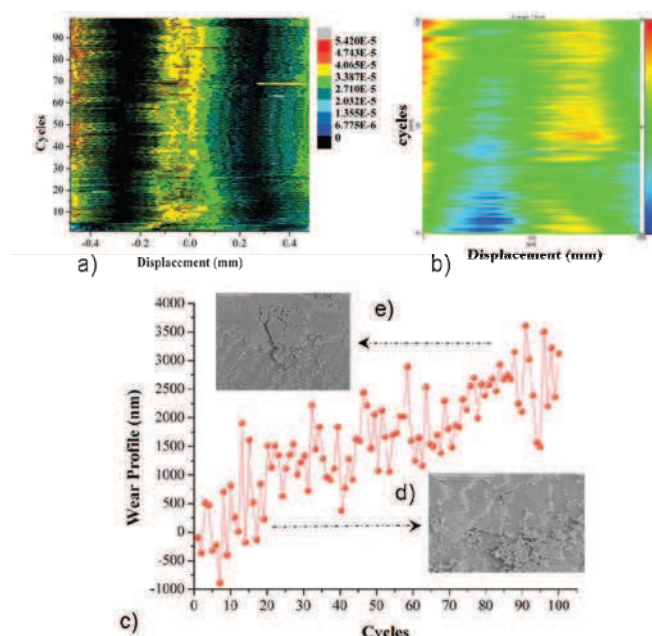 90
80
70
60
50
40
30
20
10
Cycles
-0.4
-0.2
0.0
0.2
0.4
Displacement (mm)
a)
5.420E-5
4.743E-5
4.065E-5
3.387E-5
2.710E-5
2.032E-5
1.355E-5
6.775E-6
0
cycles
Displacement (mm)
b)
4000
3500
3000
2500
2000
1500
1000
500
0
-500
-1000
Wear Profile (nm)
e)
d)
0 10 20 30 40 50 60 70 80 90 100
c)
Cycles